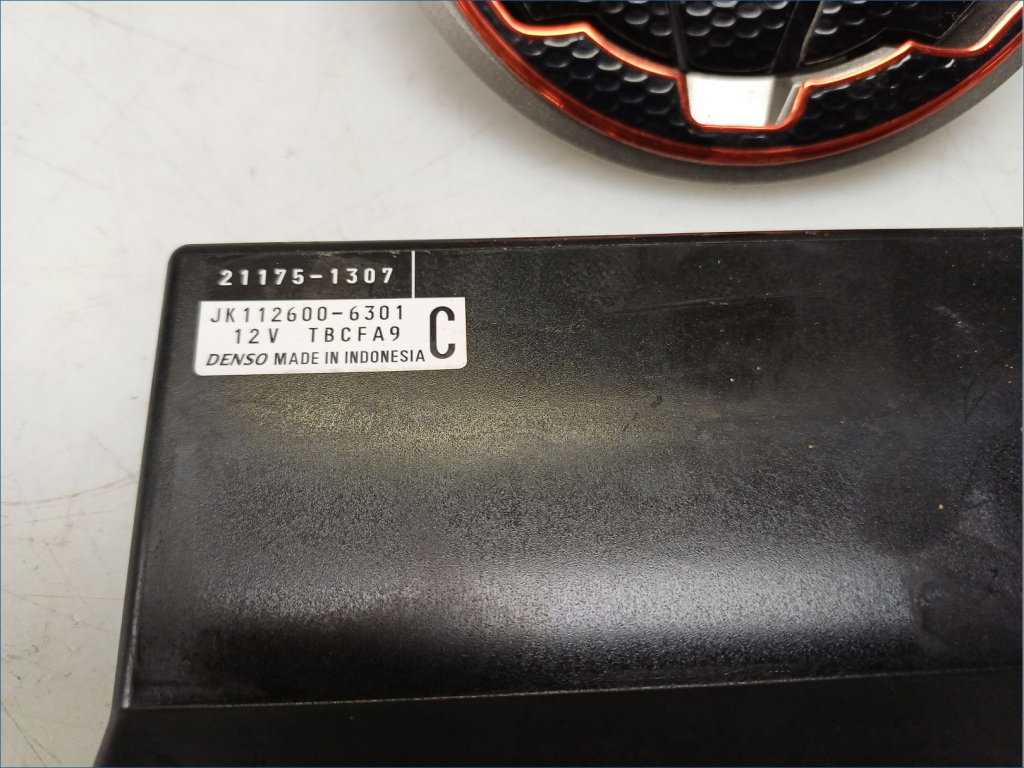 21175-1307
JK112600-6301
12V TBCFA9
C
DENSO MADE IN INDONESIA